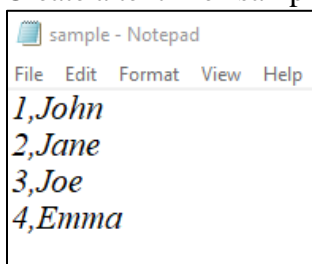 sample - Notepad
File Edit Format View Help
1,John
2,Jane
3,Joe
4,Emma